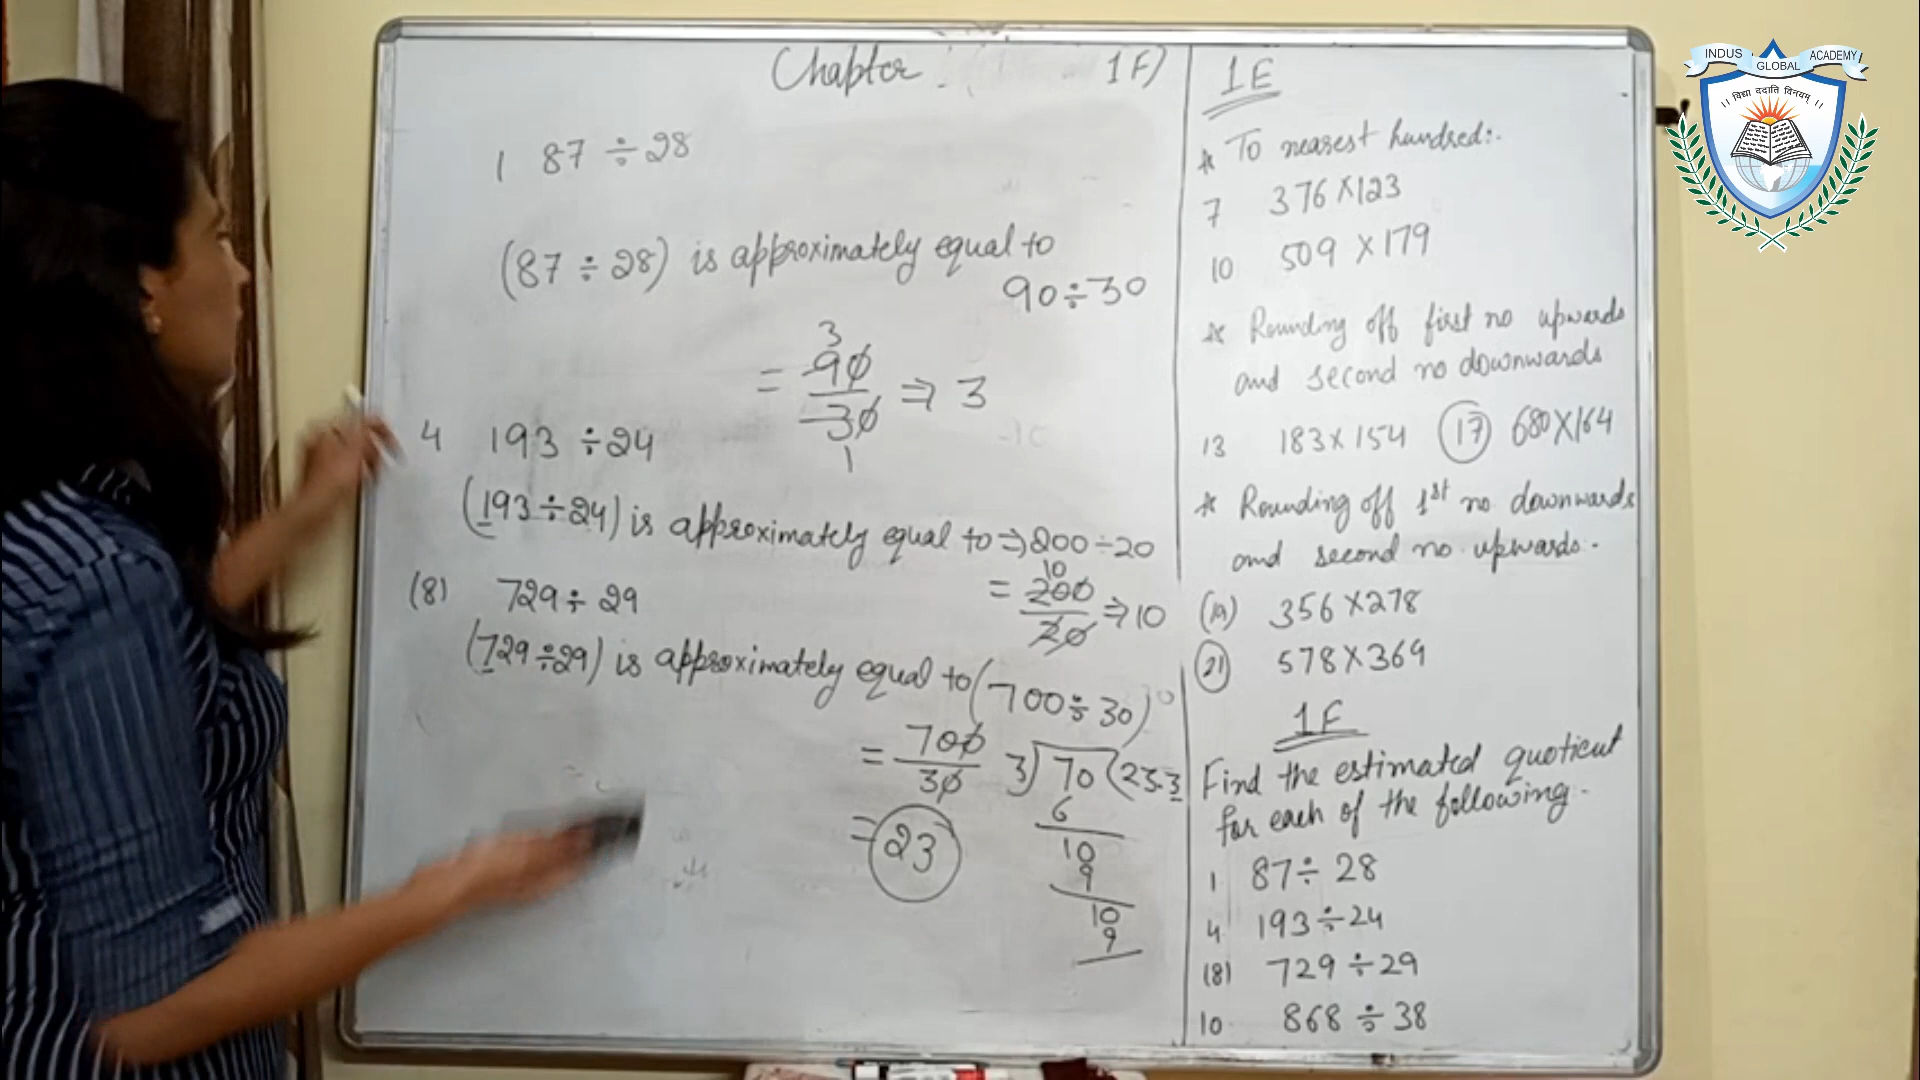 Chapter : 1F)
1 87 ÷ 28
(87 ÷ 28) is approximately equal to
90 ÷ 30
3
= 90
30 ⇒ 3
1
4 193 ÷ 24
(193 ÷ 24) is approximately equal to ⇒ 200 ÷ 20
10
= 200
20 ⇒ 10
(8) 729 ÷ 29
(729 ÷ 29) is approximately equal to (700 ÷ 30)
= 700
30
3) 70 (23.3
6
10
9
10
9
= 23
1E
* To nearest hundred:-
7 376 X 123
10 509 X 179
* Rounding off first no upwards
and second no downwards
13 183 x 154 17 680 X 164
* Rounding off 1st no downwards
and second no. upwards.-
(19) 356 X 278
21 578 X 369
1F
Find the estimated quoticut
for each of the following.
1 87 ÷ 28
4 193 ÷ 24
(8) 729 ÷ 29
10 868 ÷ 38
INDUS GLOBAL ACADEMY
।। विद्या ददाति विनयम् ।।